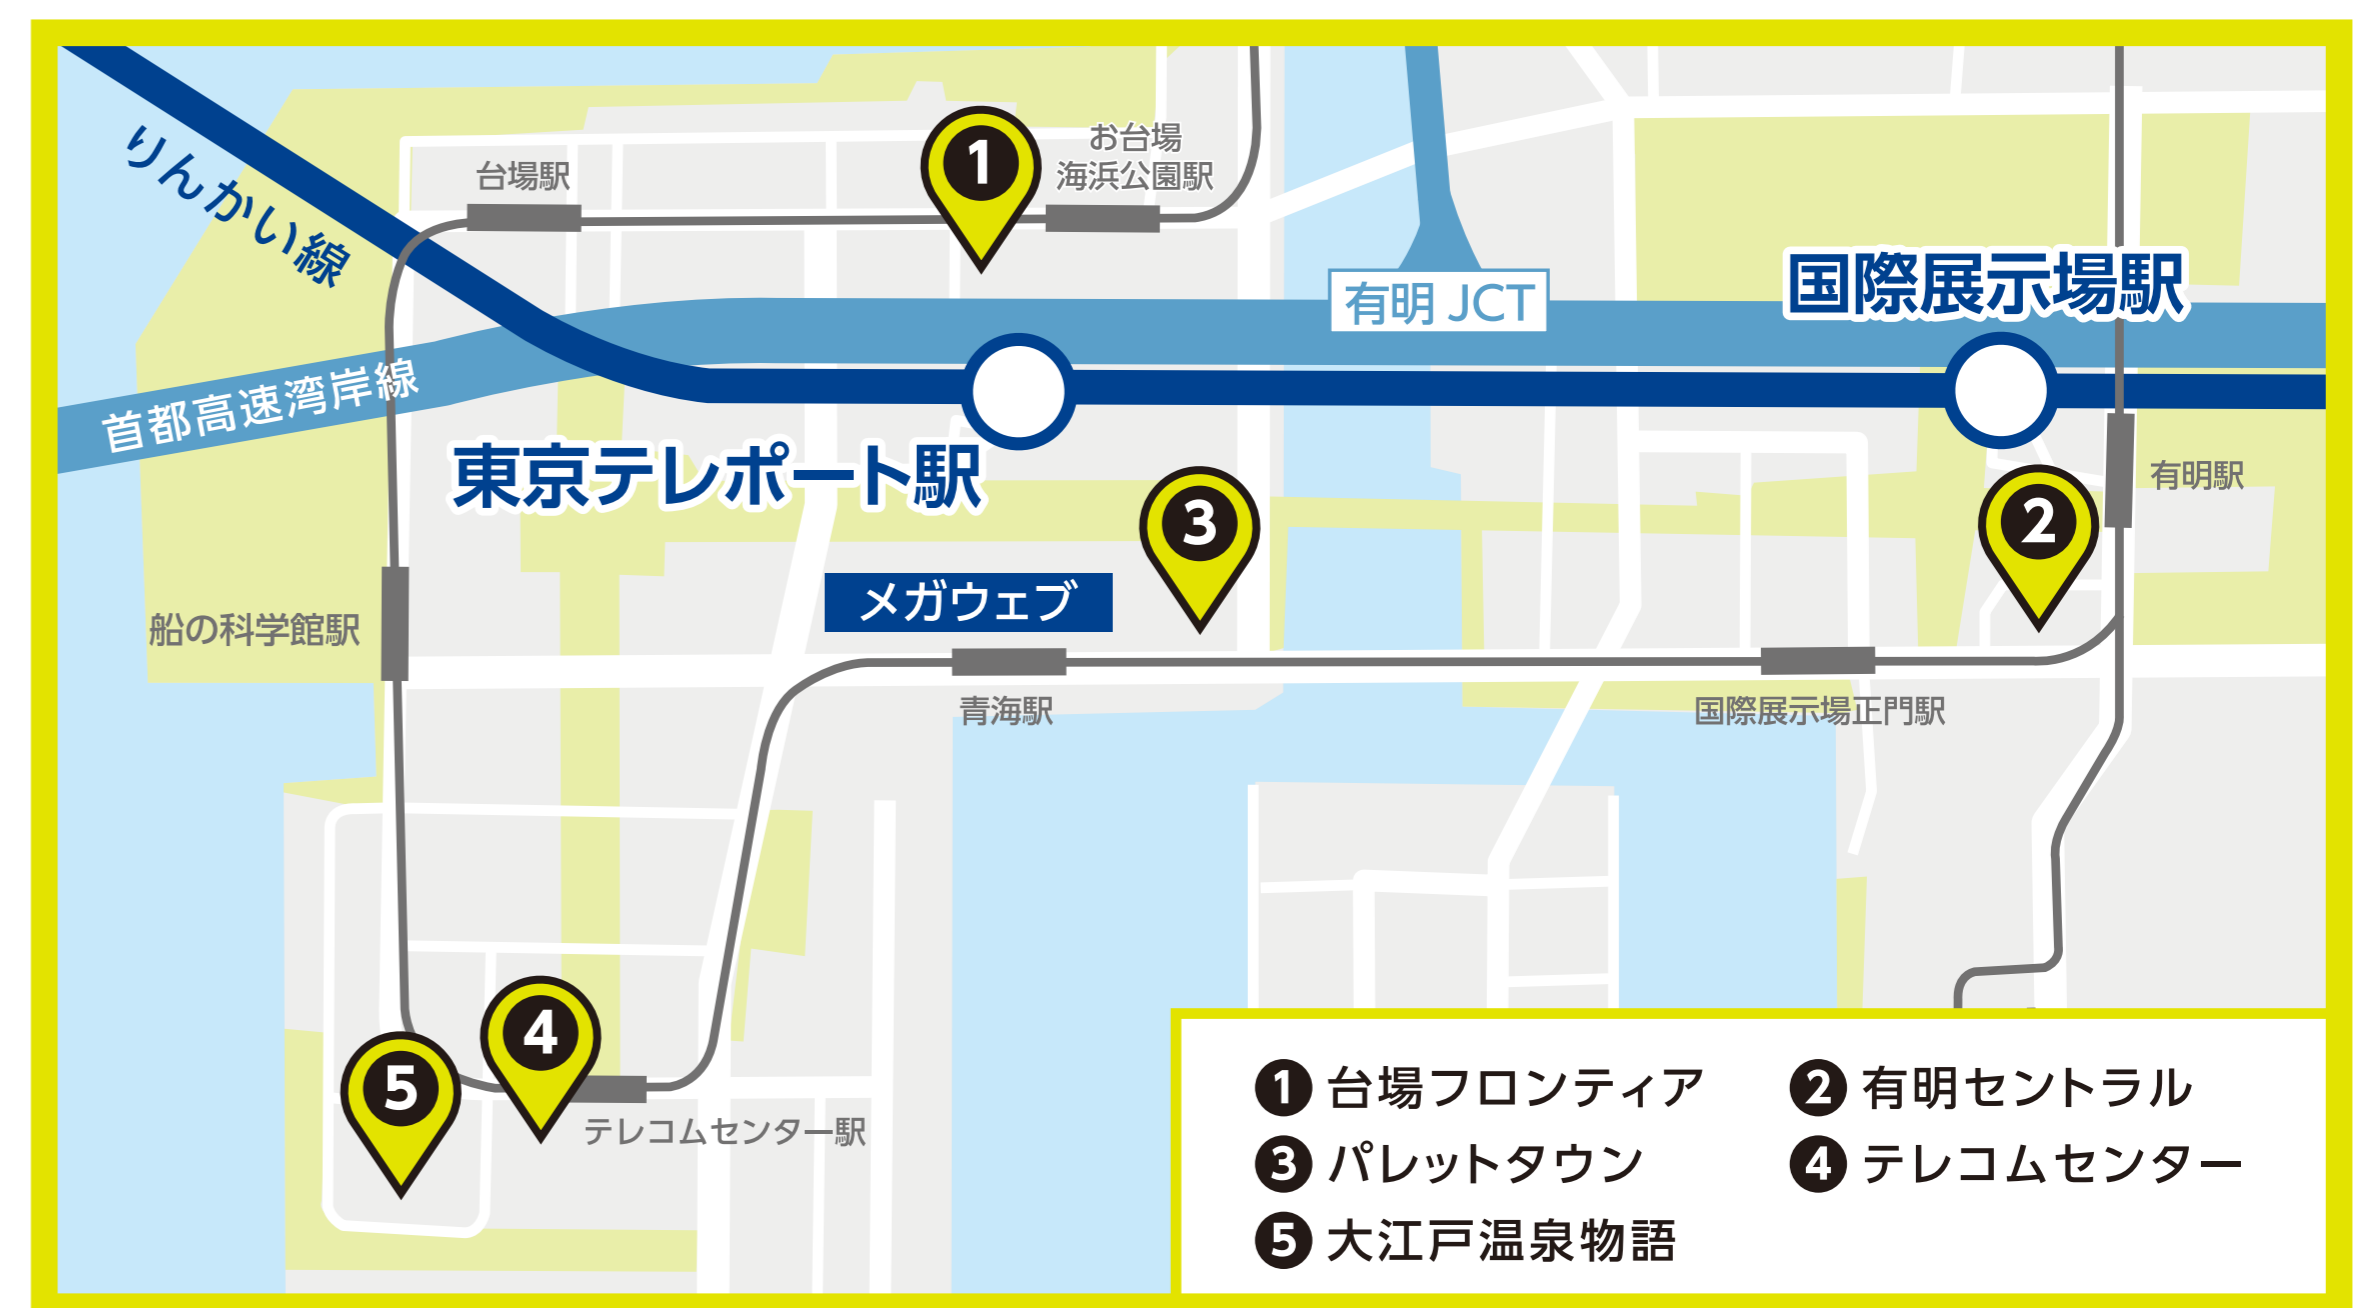 りんかい線
台場駅
1
お台場
海浜公園駅
有明 JCT
国際展示場駅
首都高速湾岸線
東京テレポート駅
3
2
有明駅
メガウェブ
船の科学館駅
青海駅
国際展示場正門駅
4
5
テレコムセンター駅
1 台場フロンティア
2 有明セントラル
3 パレットタウン
4 テレコムセンター
5 大江戸温泉物語